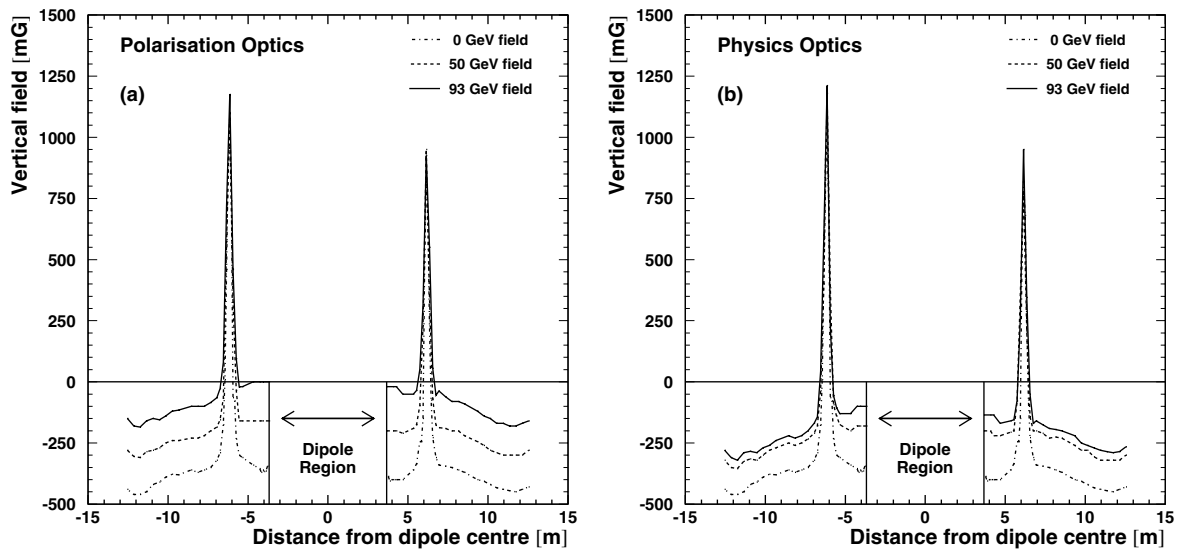 Vertical field [mG]
1500
1250
1000
750
500
250
0
-250
-500
Polarisation Optics
(a)
0 GeV field
50 GeV field
93 GeV field
Dipole
Region
-15
-10
-5
0
5
10
15
Distance from dipole centre [m]
Vertical field [mG]
1500
1250
1000
750
500
250
0
-250
-500
Physics Optics
(b)
0 GeV field
50 GeV field
93 GeV field
Dipole
Region
-15
-10
-5
0
5
10
15
Distance from dipole centre [m]